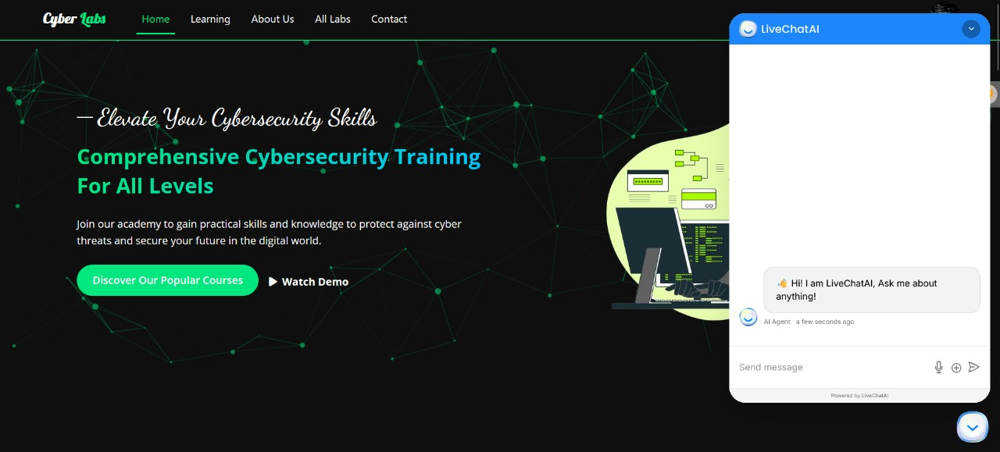 Cyber Labs
Home
Learning
About Us
All Labs
Contact
Elevate Your Cybersecurity Skills
Comprehensive Cybersecurity Training
For All Levels
Join our academy to gain practical skills and knowledge to protect against cyber
threats and secure your future in the digital world.
Discover Our Popular Courses
Watch Demo
LiveChatAI
Hi! I am LiveChatAI, Ask me about
anything!
AI Agent · a few seconds ago
Send message
Powered by LiveChatAI